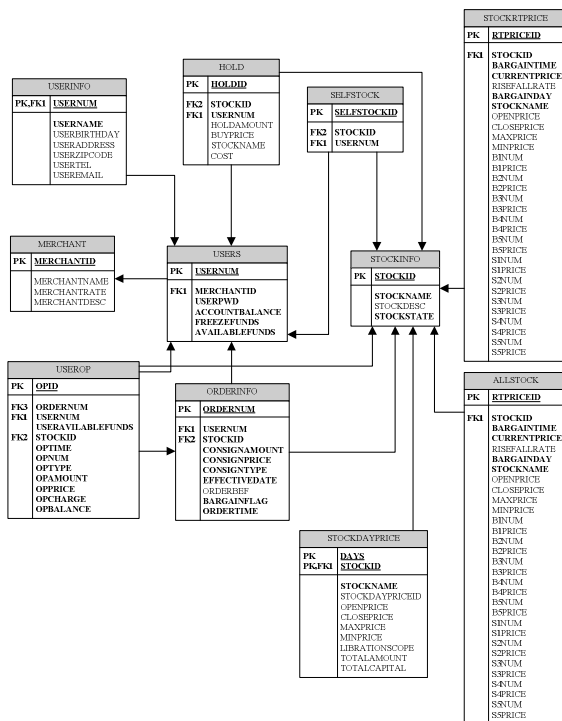 STOCKRTPRICE
PK RTPRICEID
FK1 STOCKID
BARGAINTIME
CURRENTPRICE
RISEFALLRATE
BARGAINDAY
STOCKNAME
OPENPRICE
CLOSEPRICE
MAXPRICE
MINPRICE
B1NUM
B1PRICE
B2NUM
B2PRICE
B3NUM
B3PRICE
B4NUM
B4PRICE
B5NUM
B5PRICE
S1NUM
S1PRICE
S2NUM
S2PRICE
S3NUM
S3PRICE
S4NUM
S4PRICE
S5NUM
S5PRICE
HOLD
PK HOLDID
FK2 STOCKID
FK1 USERNUM
HOLDAMOUNT
BUYPRICE
STOCKNAME
COST
USERINFO
PK,FK1 USERNUM
USERNAME
USERBIRTHDAY
USERADDRESS
USERZIPCODE
USERTEL
USEREMAIL
SELFSTOCK
PK SELFSTOCKID
FK2 STOCKID
FK1 USERNUM
MERCHANT
PK MERCHANTID
MERCHANTNAME
MERCHANTRATE
MERCHANTDESC
USERS
PK USERNUM
FK1 MERCHANTID
USERPWD
ACCOUNTBALANCE
FREEZEFUNDS
AVAILABLEFUNDS
STOCKINFO
PK STOCKID
STOCKNAME
STOCKDESC
STOCKSTATE
USEROP
PK OPID
FK3 ORDERNUM
FK1 USERNUM
USERAVILABLEFUNDS
FK2 STOCKID
OPTIME
OPNUM
OPTYPE
OPAMOUNT
OPPRICE
OPCHARGE
OPBALANCE
ORDERINFO
PK ORDERNUM
FK1 USERNUM
FK2 STOCKID
CONSIGNAMOUNT
CONSIGNPRICE
CONSIGNTYPE
EFFECTIVEDATE
ORDERBEF
BARGAINFLAG
ORDERTIME
ALLSTOCK
PK RTPRICEID
FK1 STOCKID
BARGAINTIME
CURRENTPRICE
RISEFALLRATE
BARGAINDAY
STOCKNAME
OPENPRICE
CLOSEPRICE
MAXPRICE
MINPRICE
B1NUM
B1PRICE
B2NUM
B2PRICE
B3NUM
B3PRICE
B4NUM
B4PRICE
B5NUM
B5PRICE
S1NUM
S1PRICE
S2NUM
S2PRICE
S3NUM
S3PRICE
S4NUM
S4PRICE
S5NUM
S5PRICE
STOCKDAYPRICE
PK DAYS
PK,FK1 STOCKID
STOCKNAME
STOCKDAYPRICEID
OPENPRICE
CLOSEPRICE
MAXPRICE
MINPRICE
LIBRATIONSCOPE
TOTALAMOUNT
TOTALCAPITAL